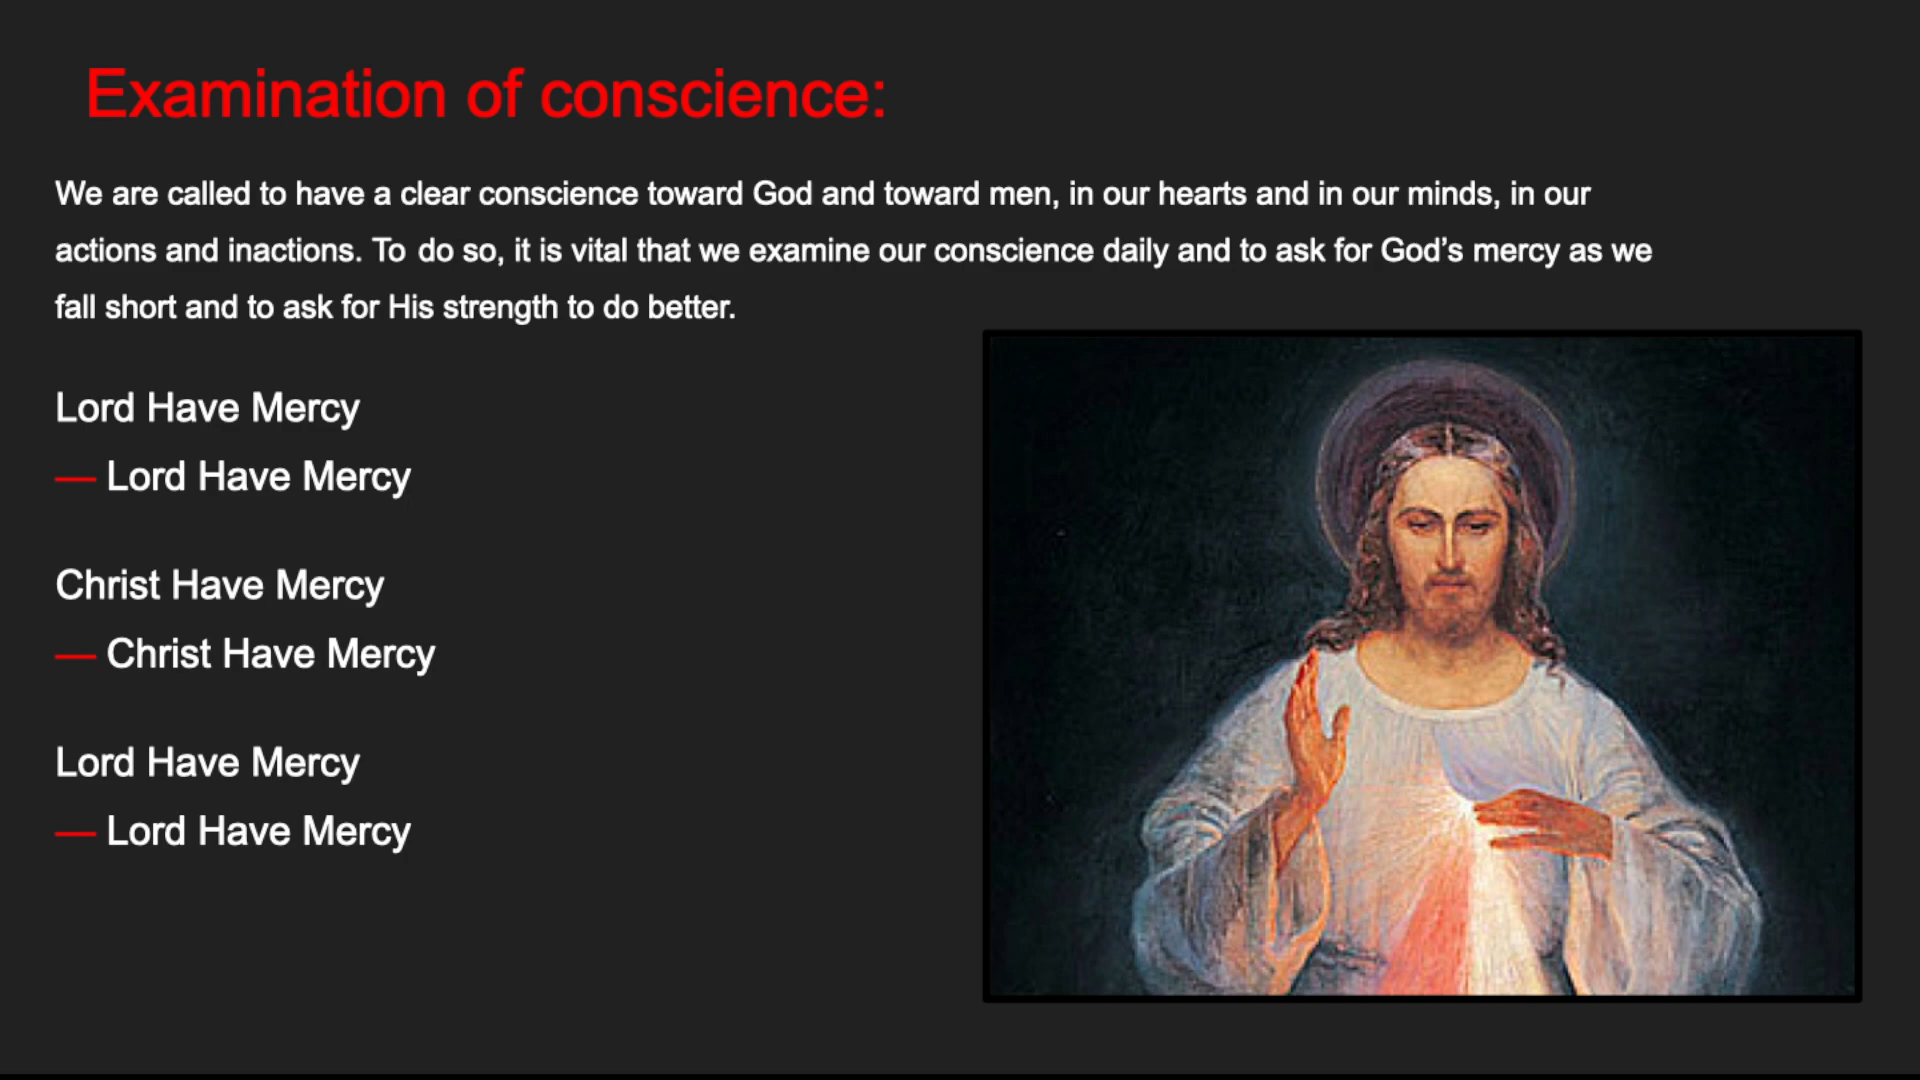 Examination of conscience:
We are called to have a clear conscience toward God and toward men, in our hearts and in our minds, in our
actions and inactions. To do so, it is vital that we examine our conscience daily and to ask for God’s mercy as we
fall short and to ask for His strength to do better.
Lord Have Mercy
— Lord Have Mercy
Christ Have Mercy
— Christ Have Mercy
Lord Have Mercy
— Lord Have Mercy